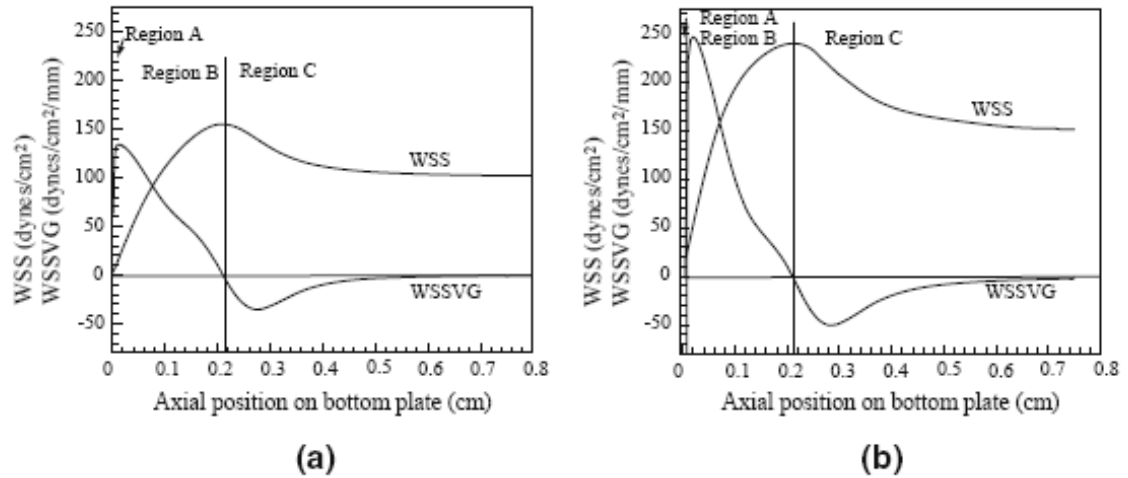 Region A
250
Region B Region C
200
150
WSS
100
50
0
WSSVG
-50
WSS (dynes/cm²)
WSSVG (dynes/cm²/mm)
0 0.1 0.2 0.3 0.4 0.5 0.6 0.7 0.8
Axial position on bottom plate (cm)
(a)
Region A
250
Region B Region C
200
150
WSS
100
50
0
WSSVG
-50
WSS (dynes/cm²)
WSSVG (dynes/cm²/mm)
0 0.1 0.2 0.3 0.4 0.5 0.6 0.7 0.8
Axial position on bottom plate (cm)
(b)